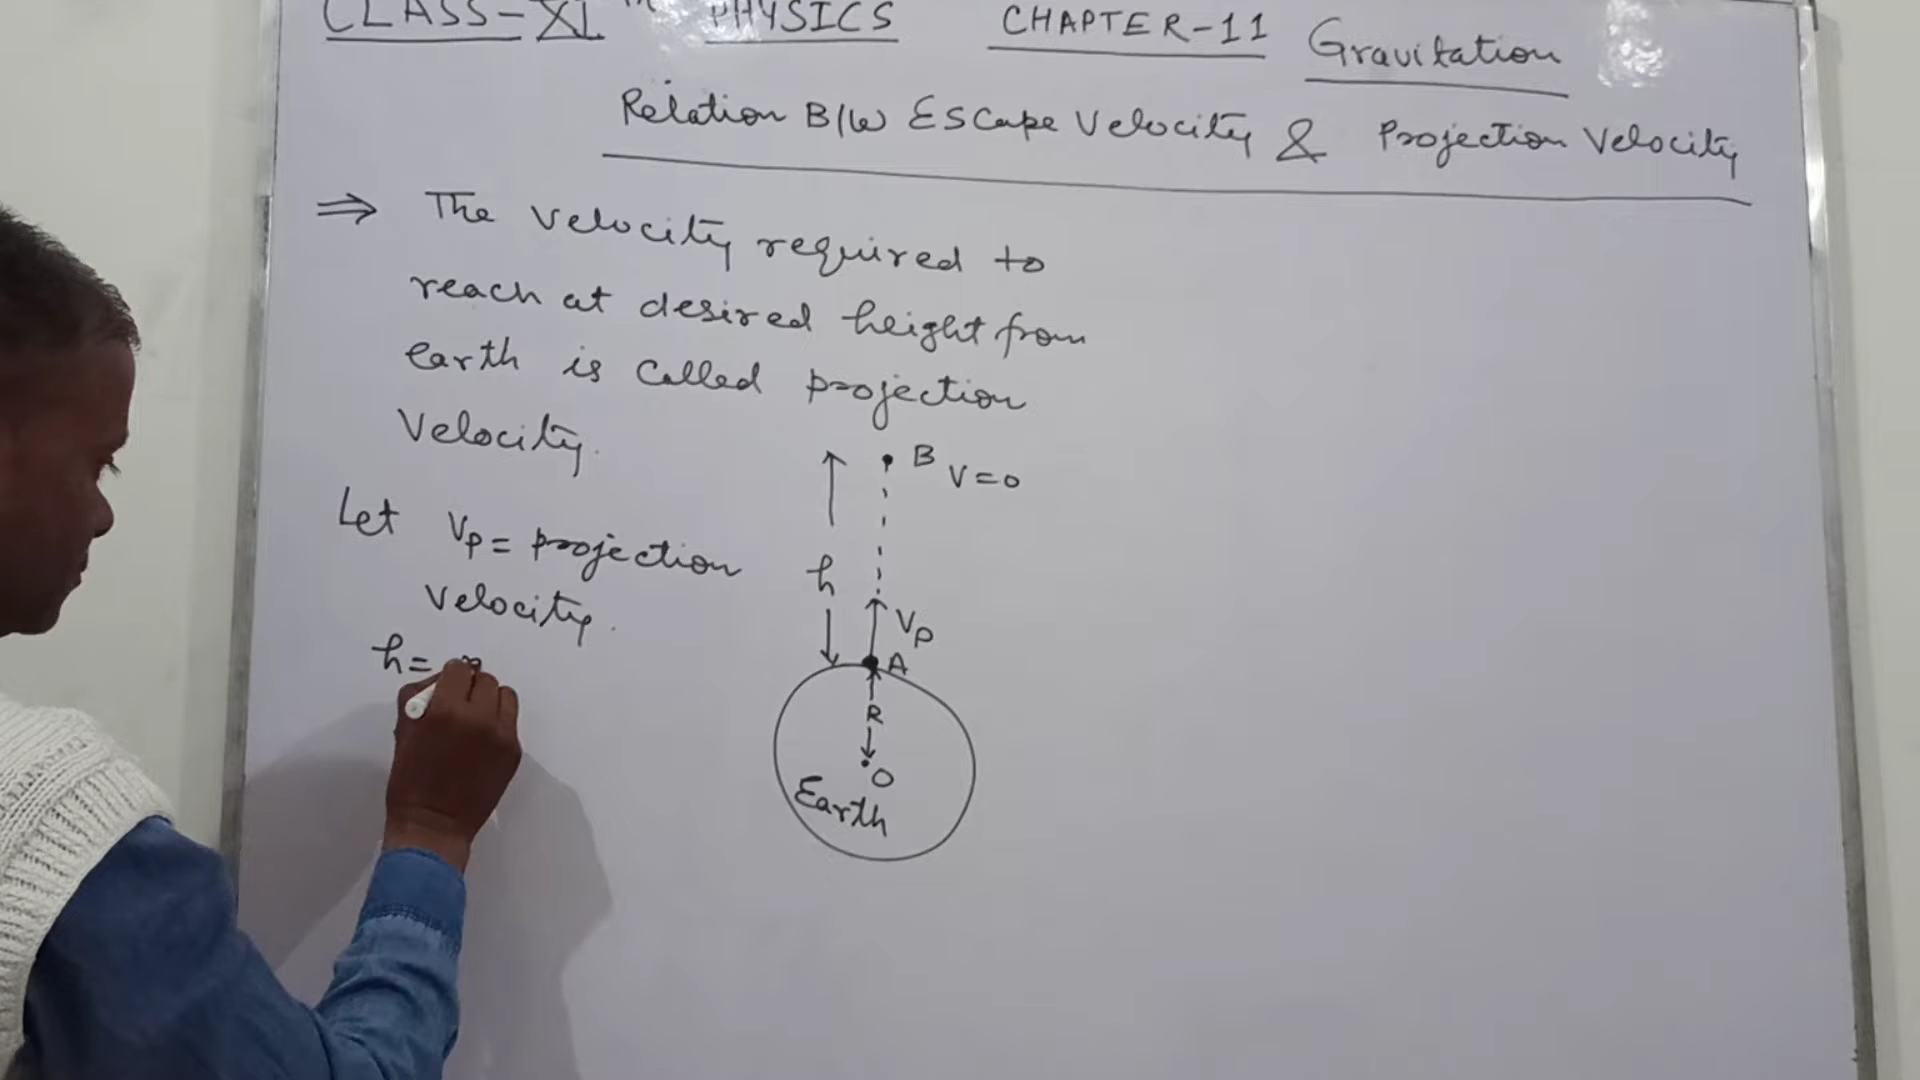 CLASS-XI PHYSICS CHAPTER-11 Gravitation
Relation B/W Escape Velocity & Projection Velocity
⇒ The velocity required to
reach at desired height from
earth is called projection
Velocity.
B V=0
Let Vp= projection
velocity.
h
Vp
h=
A
R
O
Earth